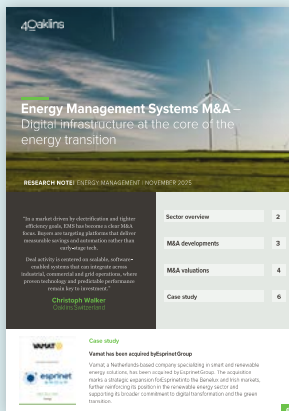 Oaklins
Energy Management Systems M&A –
Digital infrastructure at the core of the
energy transition
RESEARCH NOTE | ENERGY MANAGEMENT | NOVEMBER 2025
"In a market driven by electrification and tighter
efficiency goals, EMS has become a clear M&A
focus. Buyers are targeting platforms that deliver
measurable savings and automation rather than
early-stage tech.
Deal activity is centered on scalable, software-
enabled systems that can integrate across
industrial, commercial and grid operations, where
proven technology and predictable performance
remain key to investment."
Christoph Walker
Oaklins Switzerland
Sector overview 2
M&A developments 3
M&A valuations 4
Case study 6
VAMAT
esprinet
Case study
Vamat has been acquired by Esprinet Group
Vamat, a Netherlands-based company specializing in smart and renewable
energy solutions, has been acquired by Esprinet Group. The acquisition
marks a strategic expansion for Esprinet into the Benelux and Irish markets,
further reinforcing its position in the renewable energy sector and
supporting its broader commitment to digital transformation and the green
transition.